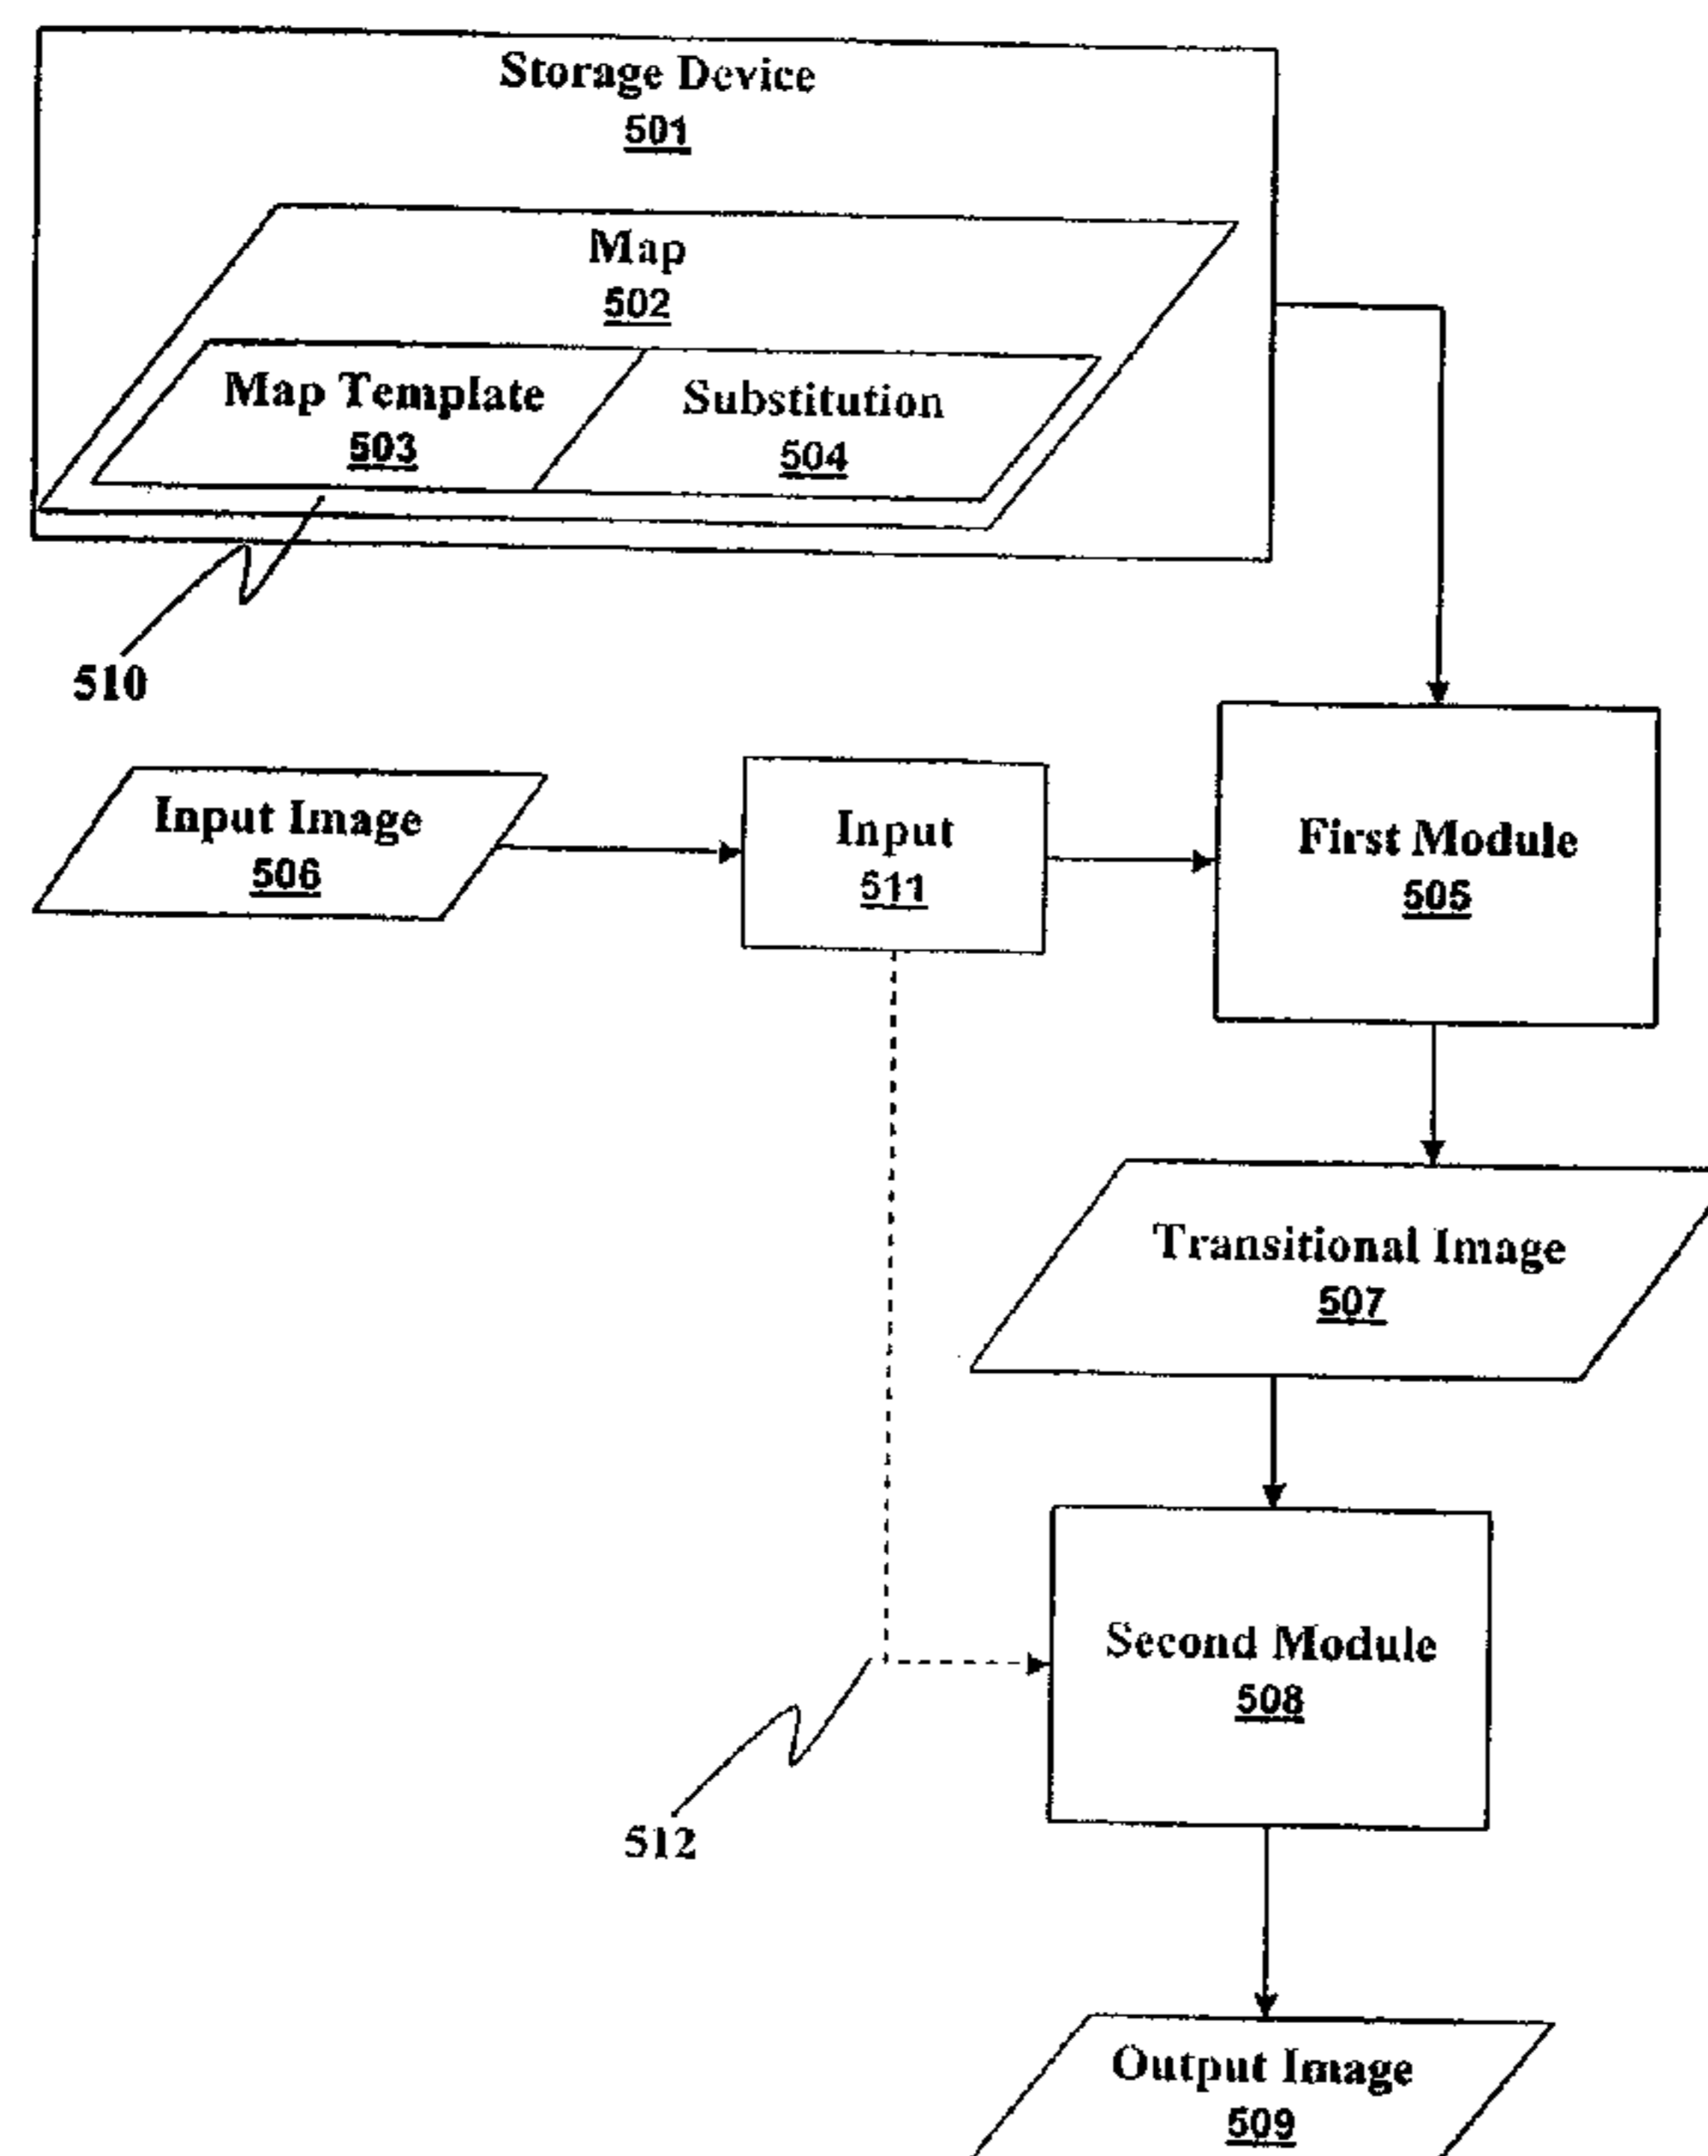 Storage Device
501
Map
502
Map Template
503
Substitution
504
510
Input Image
506
Input
511
First Module
505
Transitional Image
507
Second Module
508
512
Output Image
509